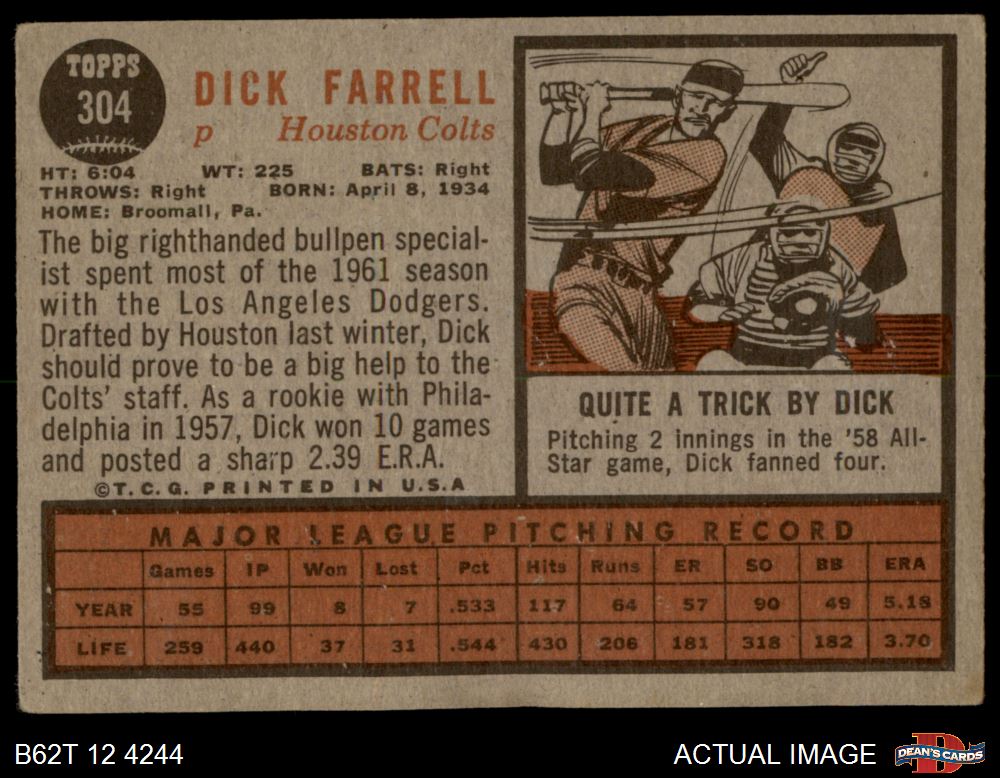 TOPPS
304
DICK FARRELL
p Houston Colts
HT: 6:04 WT: 225 BATS: Right
THROWS: Right BORN: April 8, 1934
HOME: Broomall, Pa.
The big righthanded bullpen special-
ist spent most of the 1961 season
with the Los Angeles Dodgers.
Drafted by Houston last winter, Dick
should prove to be a big help to the
Colts' staff. As a rookie with Phila-
delphia in 1957, Dick won 10 games
and posted a sharp 2.39 E.R.A.
©T.C.G. PRINTED IN U.S.A
QUITE A TRICK BY DICK
Pitching 2 innings in the '58 All-
Star game, Dick fanned four.
MAJOR LEAGUE PITCHING RECORD
Games IP Won Lost Pct Hits Runs ER SO BB ERA
YEAR 55 99 8 7 .533 117 64 57 90 49 5.18
LIFE 259 440 37 31 .544 430 206 181 318 182 3.70
B62T 12 4244
ACTUAL IMAGE
D
DEAN'S CARDS